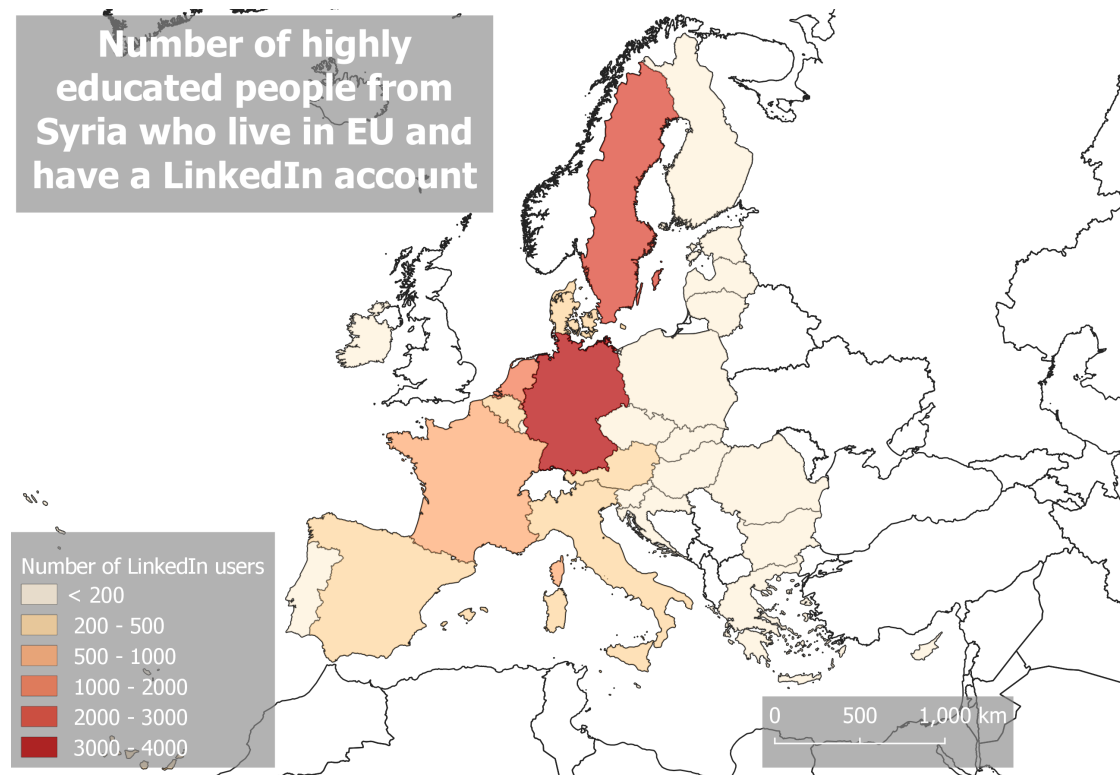 Number of highly
educated people from
Syria who live in EU and
have a LinkedIn account
Number of LinkedIn users
< 200
200 - 500
500 - 1000
1000 - 2000
2000 - 3000
3000 - 4000
0 500 1,000 km